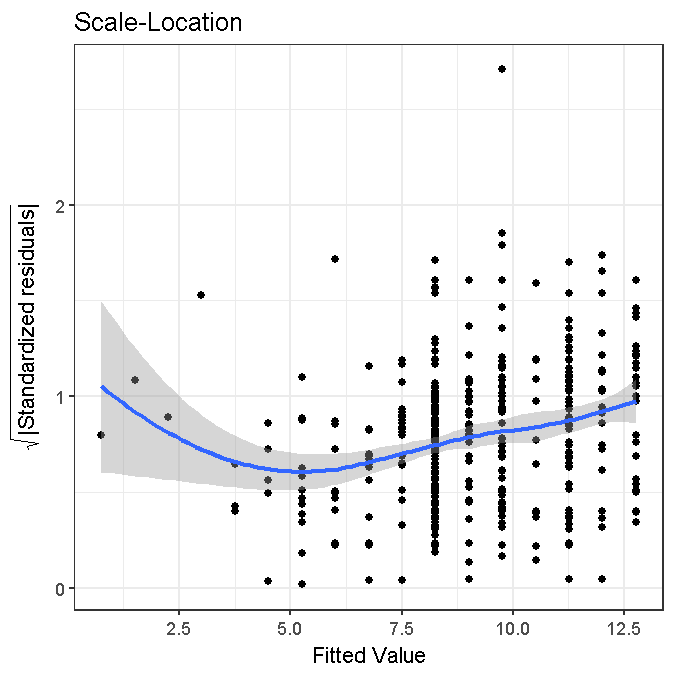 Scale-Location
√|Standardized residuals|
2
1
0
2.5 5.0 7.5 10.0 12.5
Fitted Value